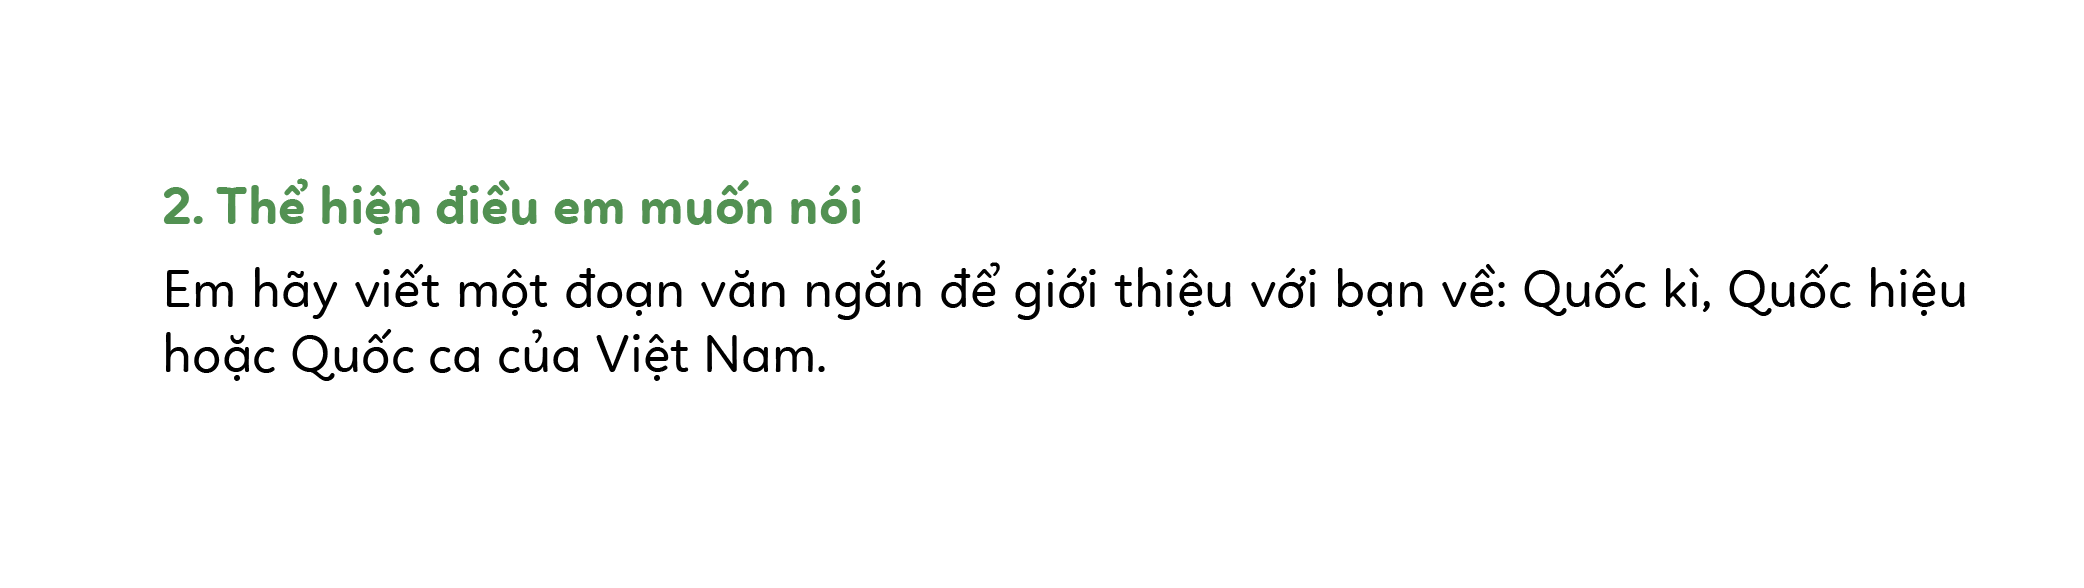 2. Thể hiện điều em muốn nói
Em hãy viết một đoạn văn ngắn để giới thiệu với bạn về: Quốc kì, Quốc hiệu
hoặc Quốc ca của Việt Nam.